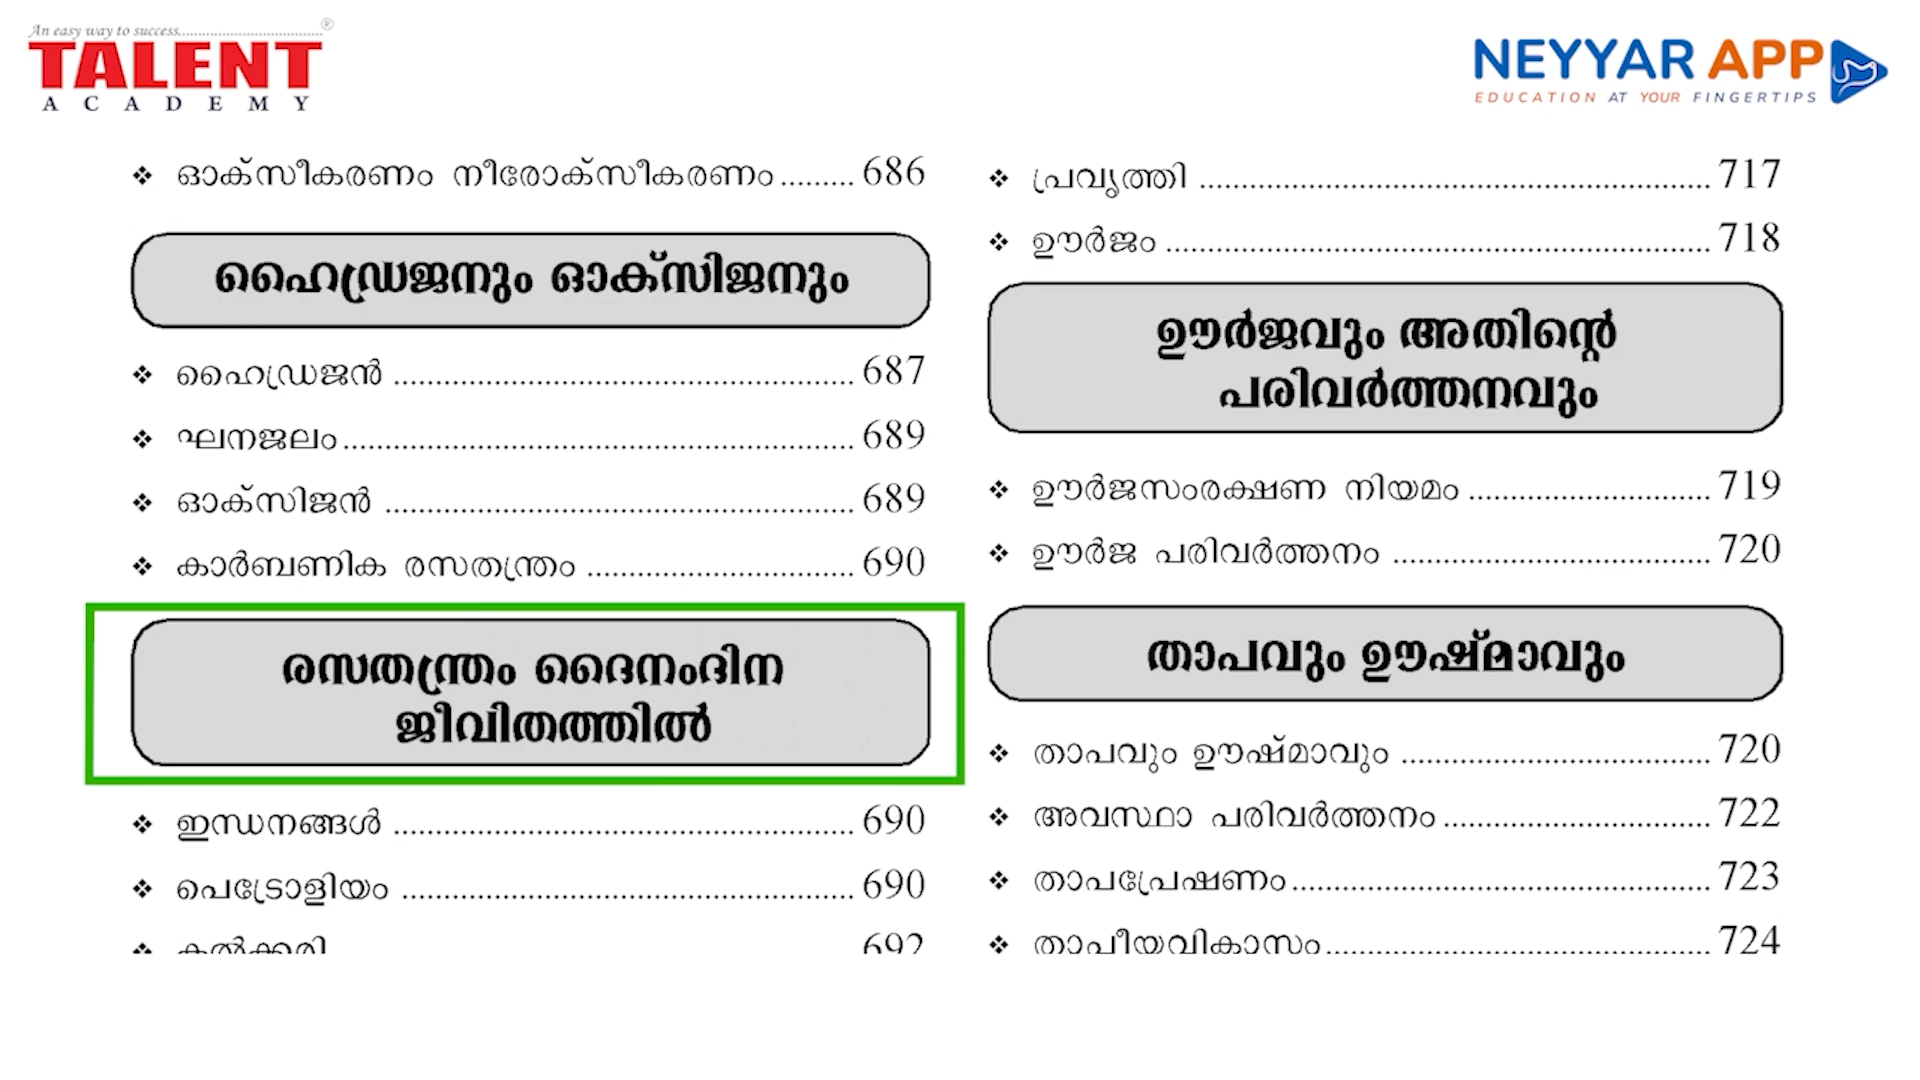 An easy way to success
TALENT
ACADEMY
NEYYAR APP
EDUCATION AT YOUR FINGERTIPS
❖ ഓക്സീകരണം നീരോക്സീകരണം......... 686
ഹൈഡ്രജനും ഓക്സിജനും
❖ ഹൈഡ്രജൻ ................ 687
❖ ഘനജലം................ 689
❖ ഓക്സിജൻ ................ 689
❖ കാർബണിക രസതന്ത്രം ................ 690
രസതന്ത്രം ദൈനംദിന
ജീവിതത്തിൽ
❖ ഇന്ധനങ്ങൾ ................ 690
❖ പെട്രോളിയം ................ 690
❖ കൽക്കരി 692
❖ പ്രവൃത്തി ................ 717
❖ ഊർജം ................ 718
ഊർജവും അതിന്റെ
പരിവർത്തനവും
❖ ഊർജസംരക്ഷണ നിയമം ................ 719
❖ ഊർജ പരിവർത്തനം ................ 720
താപവും ഊഷ്മാവും
❖ താപവും ഊഷ്മാവും ................ 720
❖ അവസ്ഥാ പരിവർത്തനം................ 722
❖ താപപ്രേഷണം................ 723
❖ താപീയവികാസം................ 724